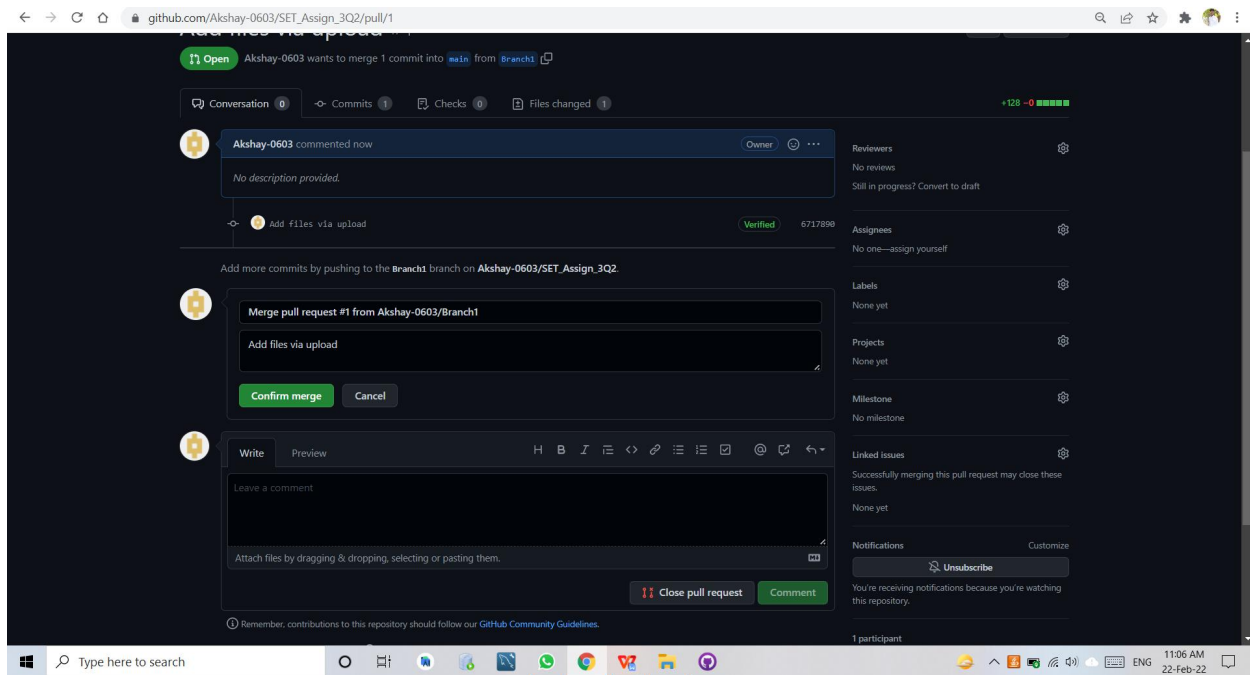 github.com/Akshay-0603/SET_Assign_3Q2/pull/1
Add files via upload
Open Akshay-0603 wants to merge 1 commit into main from Branch1
Conversation 0 Commits 1 Checks 0 Files changed 1 +128 −0
Akshay-0603 commented now Owner
No description provided.
Add files via upload Verified 6717890
Add more commits by pushing to the Branch1 branch on Akshay-0603/SET_Assign_3Q2.
Merge pull request #1 from Akshay-0603/Branch1
Add files via upload
Confirm merge Cancel
Write Preview
Leave a comment
Attach files by dragging & dropping, selecting or pasting them.
Close pull request Comment
Remember, contributions to this repository should follow our GitHub Community Guidelines.
Reviewers
No reviews
Still in progress? Convert to draft
Assignees
No one—assign yourself
Labels
None yet
Projects
None yet
Milestone
No milestone
Linked issues
Successfully merging this pull request may close these
issues.
None yet
Notifications Customize
Unsubscribe
You're receiving notifications because you're watching
this repository.
1 participant
Type here to search
ENG
11:06 AM
22-Feb-22